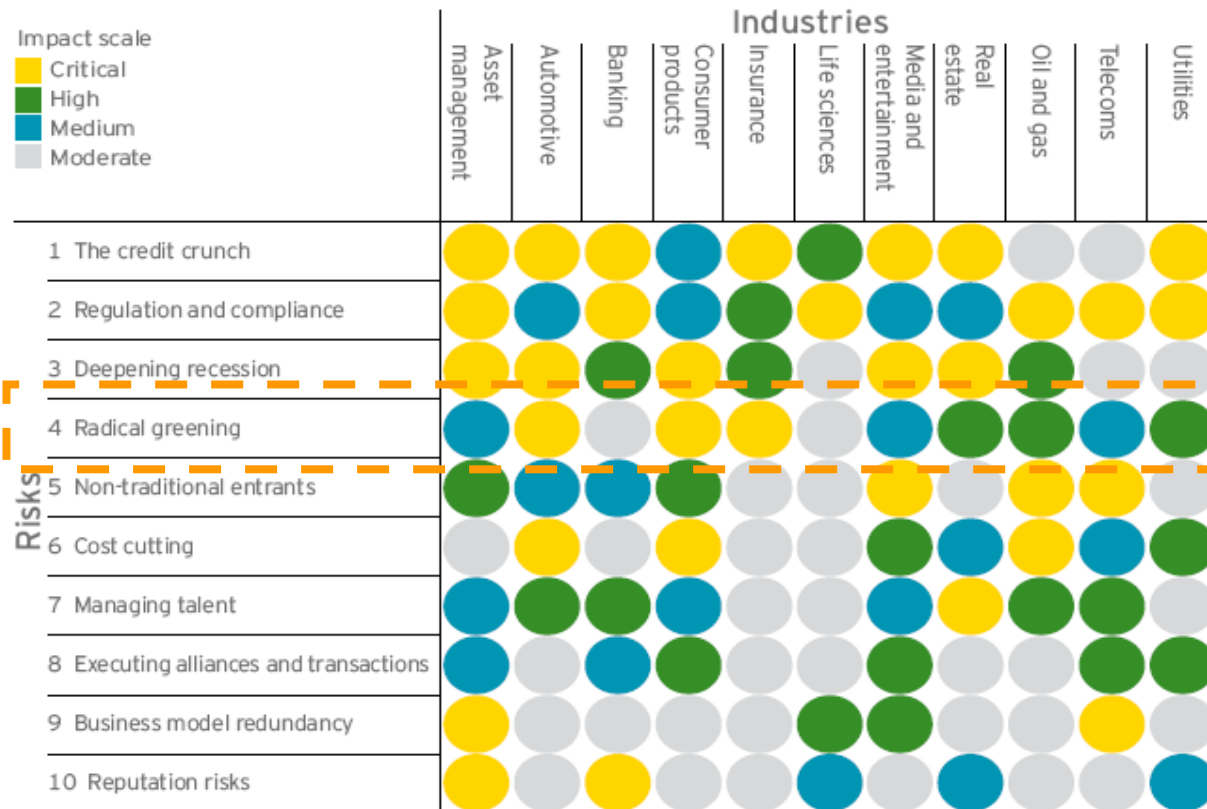 Industries
Impact scale
Critical
High
Medium
Moderate
Asset
management
Automotive
Banking
Consumer
products
Insurance
Life sciences
Media and
entertainment
Real
estate
Oil and gas
Telecoms
Utilities
Risks
1 The credit crunch
2 Regulation and compliance
3 Deepening recession
4 Radical greening
5 Non-traditional entrants
6 Cost cutting
7 Managing talent
8 Executing alliances and transactions
9 Business model redundancy
10 Reputation risks